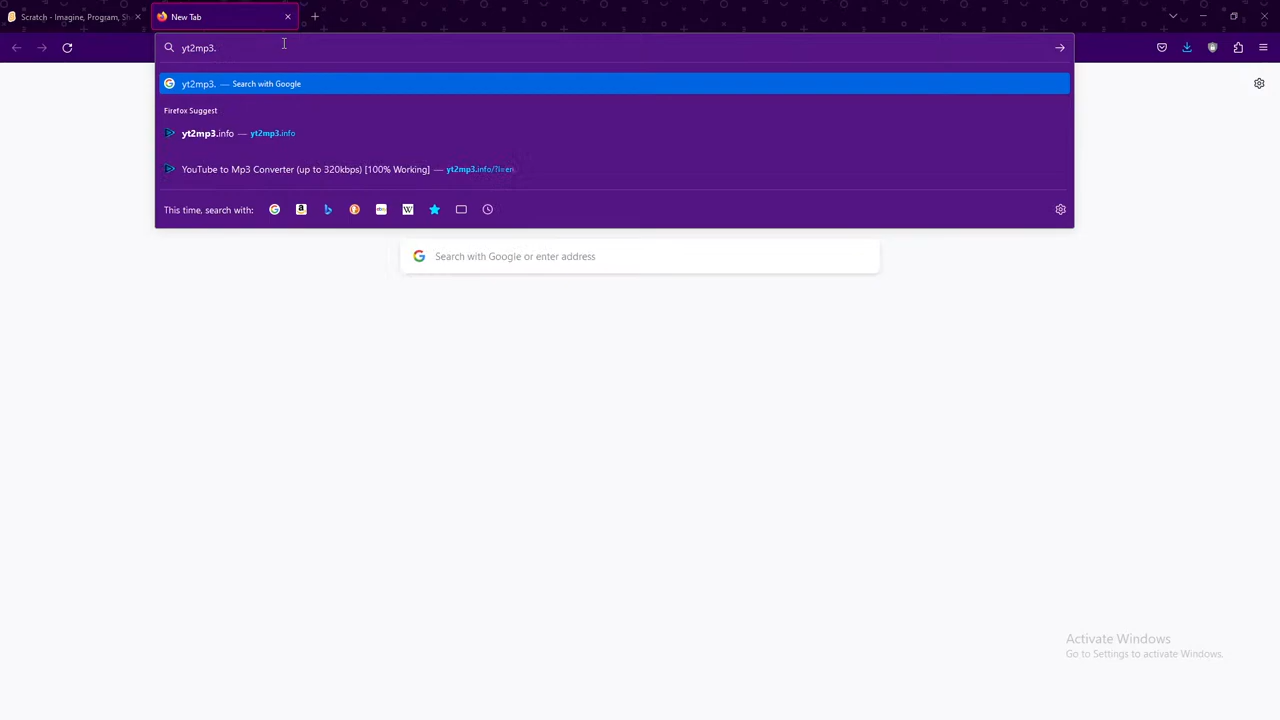 Scratch - Imagine, Program, Sh
New Tab
yt2mp3.
yt2mp3. — Search with Google
Firefox Suggest
yt2mp3.info — yt2mp3.info
YouTube to Mp3 Converter (up to 320kbps) [100% Working] — yt2mp3.info/?l=en
This time, search with:
Search with Google or enter address
Activate Windows
Go to Settings to activate Windows.